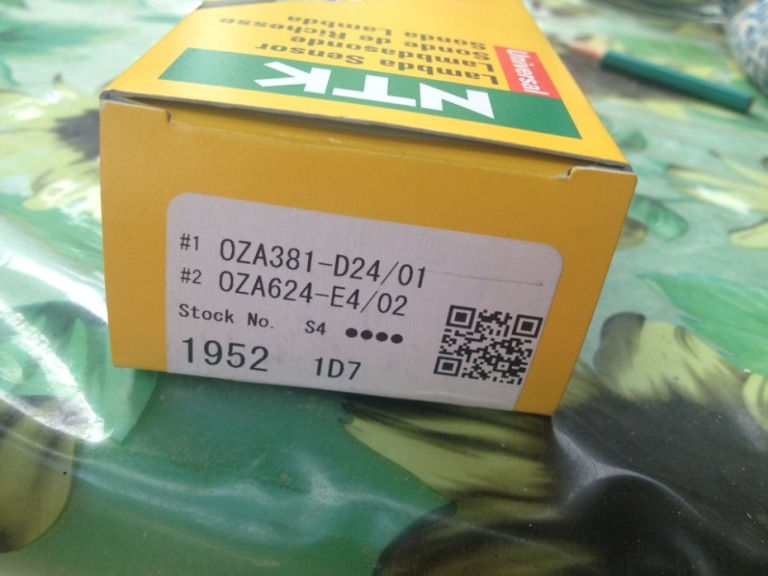 Universal
NTK
Lambda Sensor
Lambdasonde
Sonde de Richesse
Sonda Lambda
#1 OZA381-D24/01
#2 OZA624-E4/02
Stock No. S4 ●●●●
1952 1D7